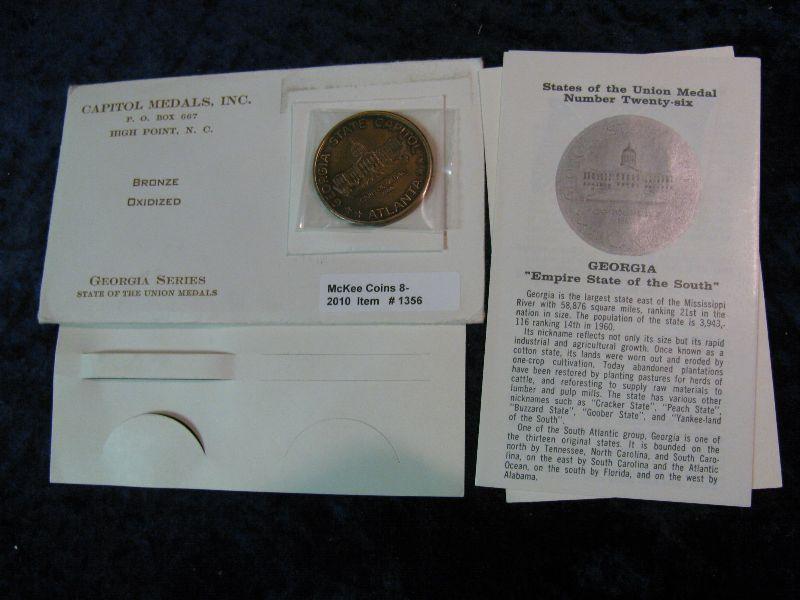 CAPITOL MEDALS, INC.
P. O. BOX 667
HIGH POINT, N. C.
BRONZE
OXIDIZED
GEORGIA SERIES
STATE OF THE UNION MEDALS
GEORGIA STATE CAPITOL
ATLANTA
McKee Coins 8-
2010 Item # 1356
States of the Union Medal
Number Twenty-six
GEORGIA
"Empire State of the South"
Georgia is the largest state east of the Mississippi
River with 58,876 square miles, ranking 21st in the
nation in size. The population of the state is 3,943,-
116 ranking 14th in 1960.
Its nickname reflects not only its size but its rapid
industrial and agricultural growth. Once known as a
cotton state, its lands were worn out and eroded by
one-crop cultivation. Today abandoned plantations
have been restored by planting pastures for herds of
cattle, and reforesting to supply raw materials to
lumber and pulp mills. The state has various other
nicknames such as "Cracker State", "Peach State",
"Buzzard State", "Goober State", and "Yankee-land
of the South".
One of the South Atlantic group, Georgia is one of
the thirteen original states. It is bounded on the
north by Tennessee, North Carolina, and South Caro-
lina, on the east by South Carolina and the Atlantic
Ocean, on the south by Florida, and on the west by
Alabama.